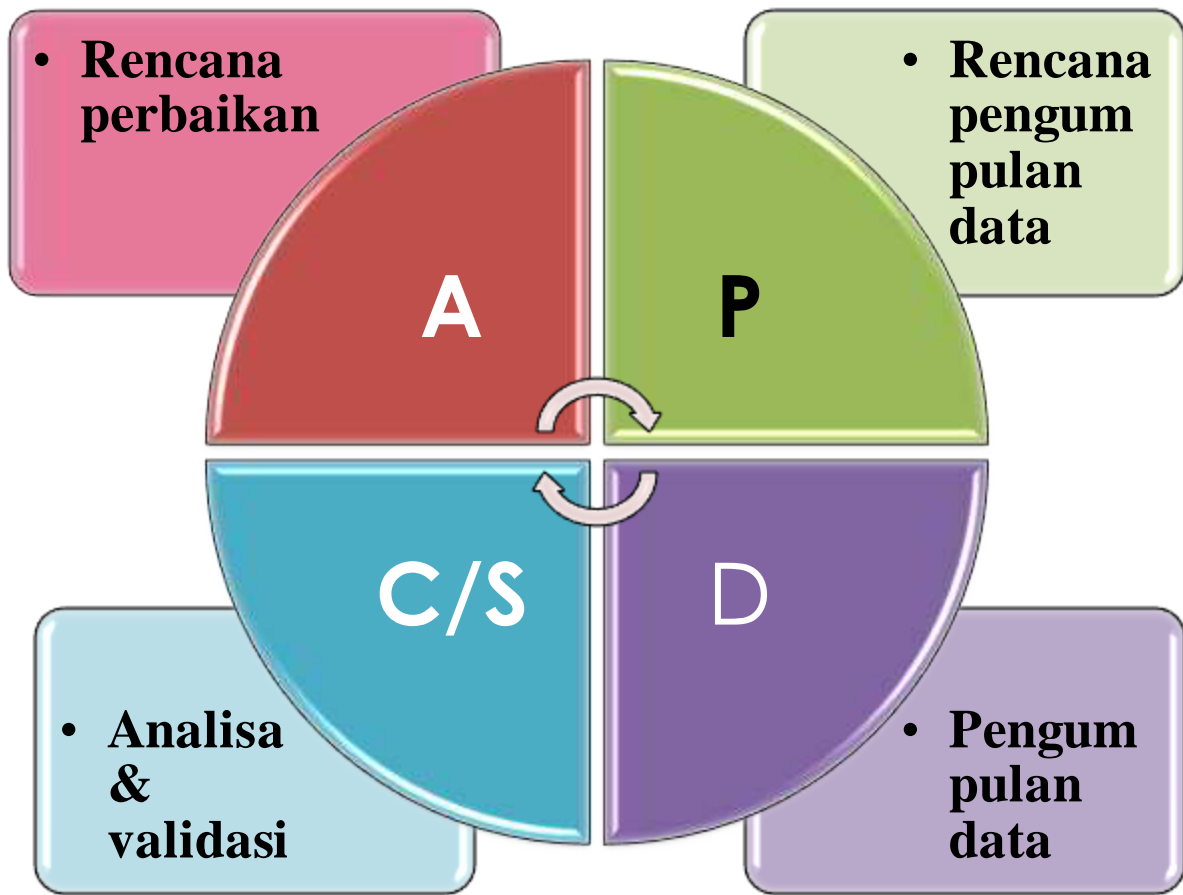 • Rencana
perbaikan
• Rencana
pengum
pulan
data
A
P
C/S
D
• Analisa
&
validasi
• Pengum
pulan
data